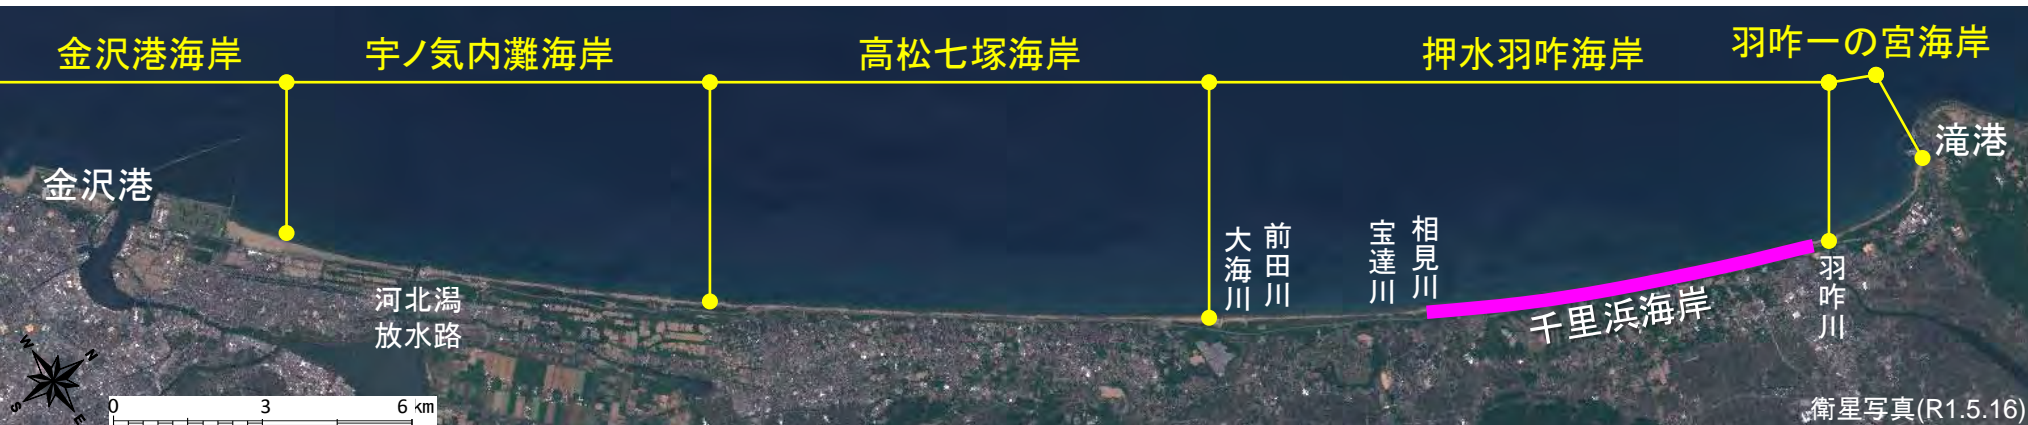 金沢港海岸
宇ノ気内灘海岸
高松七塚海岸
押水羽咋海岸
羽咋一の宮海岸
滝港
金沢港
大海川
前田川
宝達川
相見川
河北潟
放水路
千里浜海岸
羽咋川
W
N
S
E
0 3 6 km
衛星写真(R1.5.16)